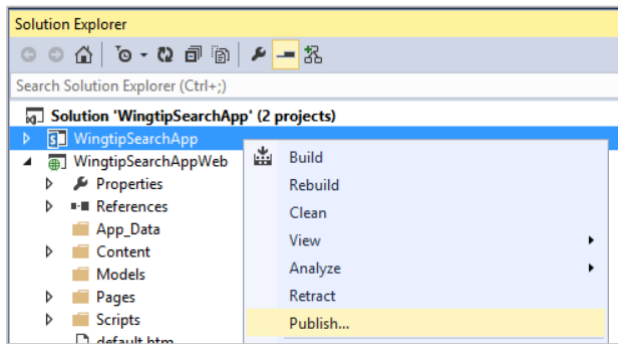 Solution Explorer
Search Solution Explorer (Ctrl+;)
Solution 'WingtipSearchApp' (2 projects)
WingtipSearchApp
WingtipSearchAppWeb
Properties
References
App_Data
Content
Models
Pages
Scripts
default.htm
Build
Rebuild
Clean
View
Analyze
Retract
Publish...